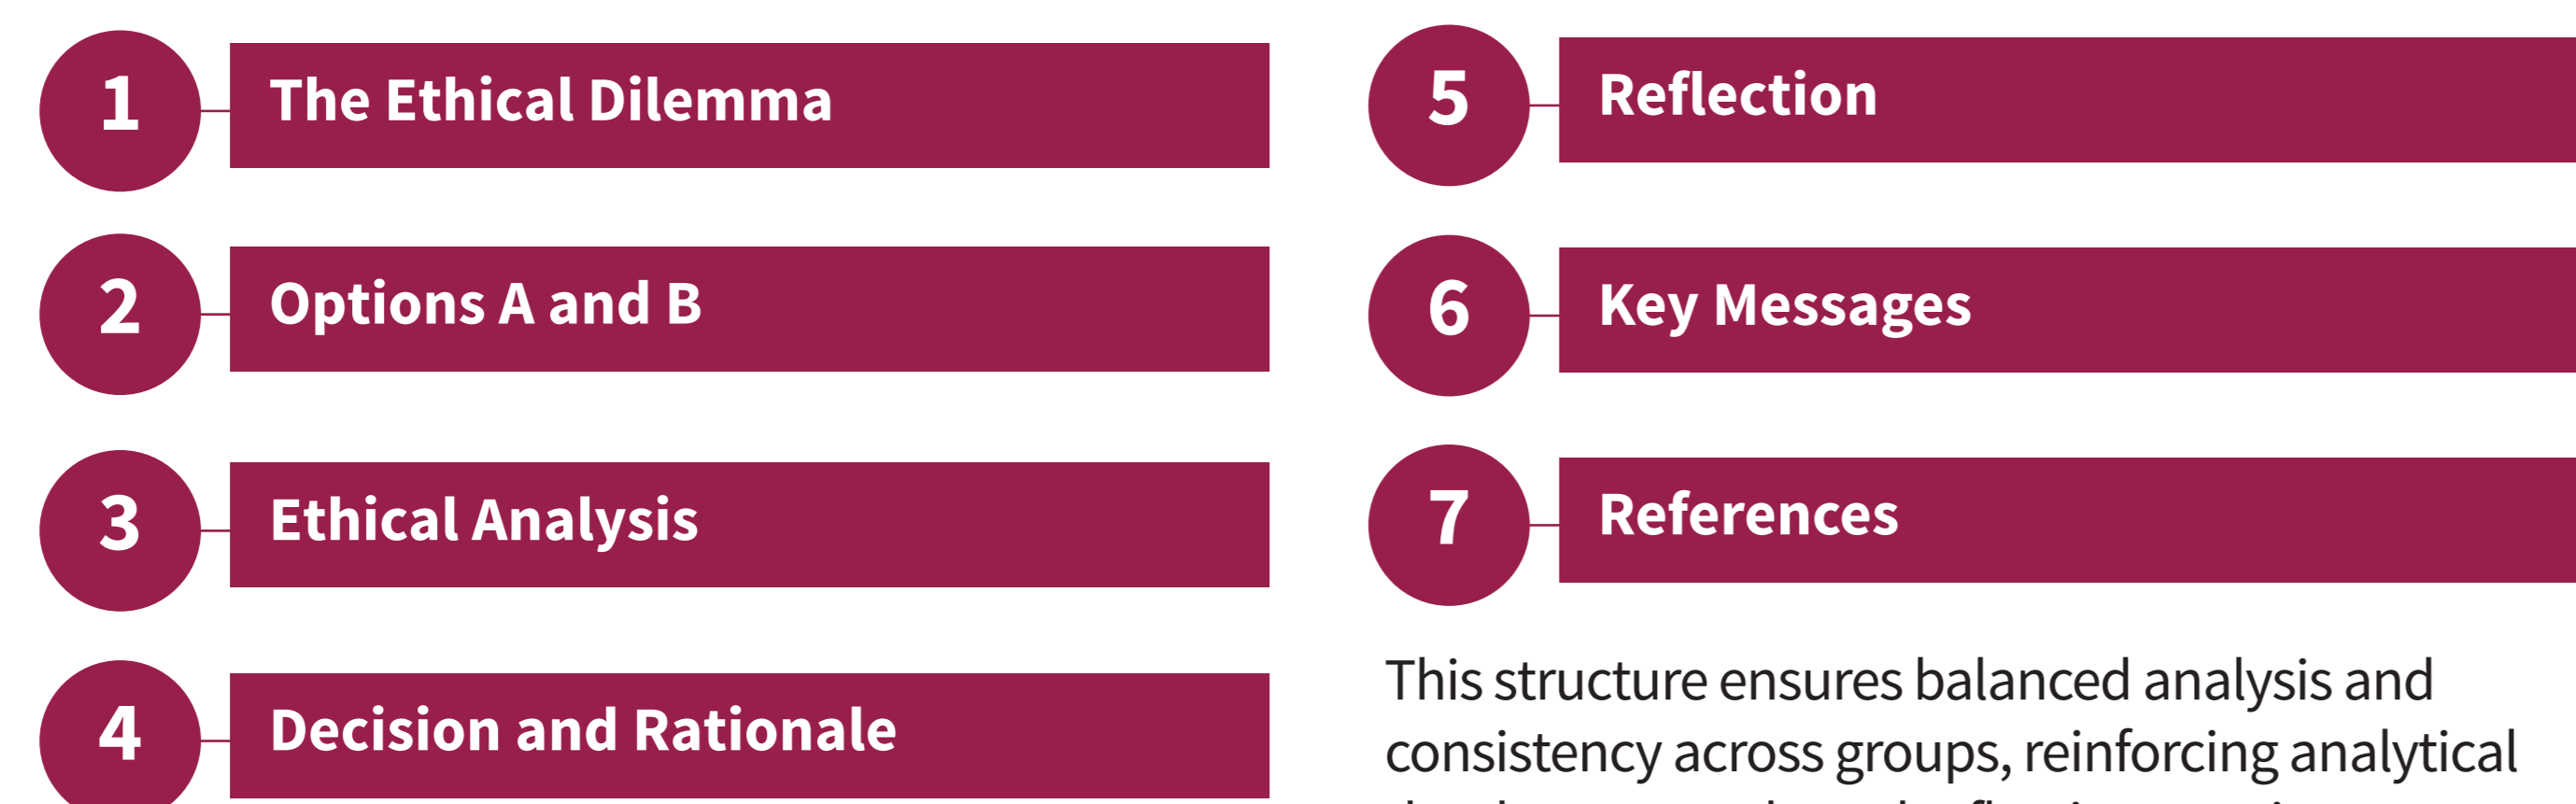 1 The Ethical Dilemma
2 Options A and B
3 Ethical Analysis
4 Decision and Rationale
5 Reflection
6 Key Messages
7 References
This structure ensures balanced analysis and
consistency across groups, reinforcing analytical